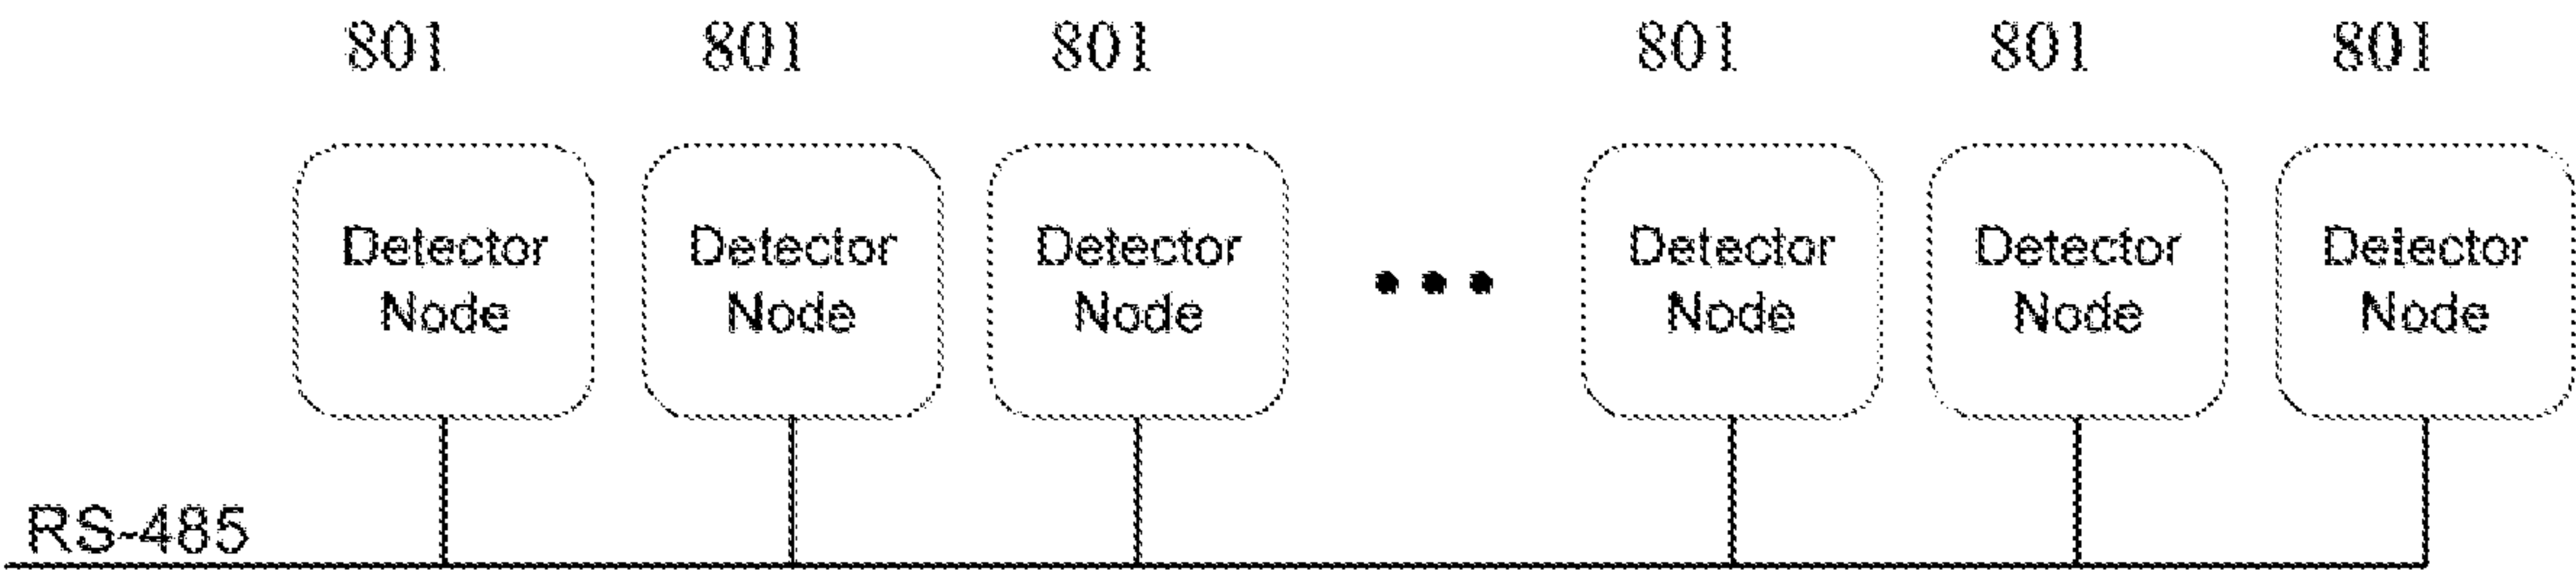 801 801 801 801 801 801
Detector Detector Detector Detector Detector Detector
Node Node Node ••• Node Node Node
RS-485